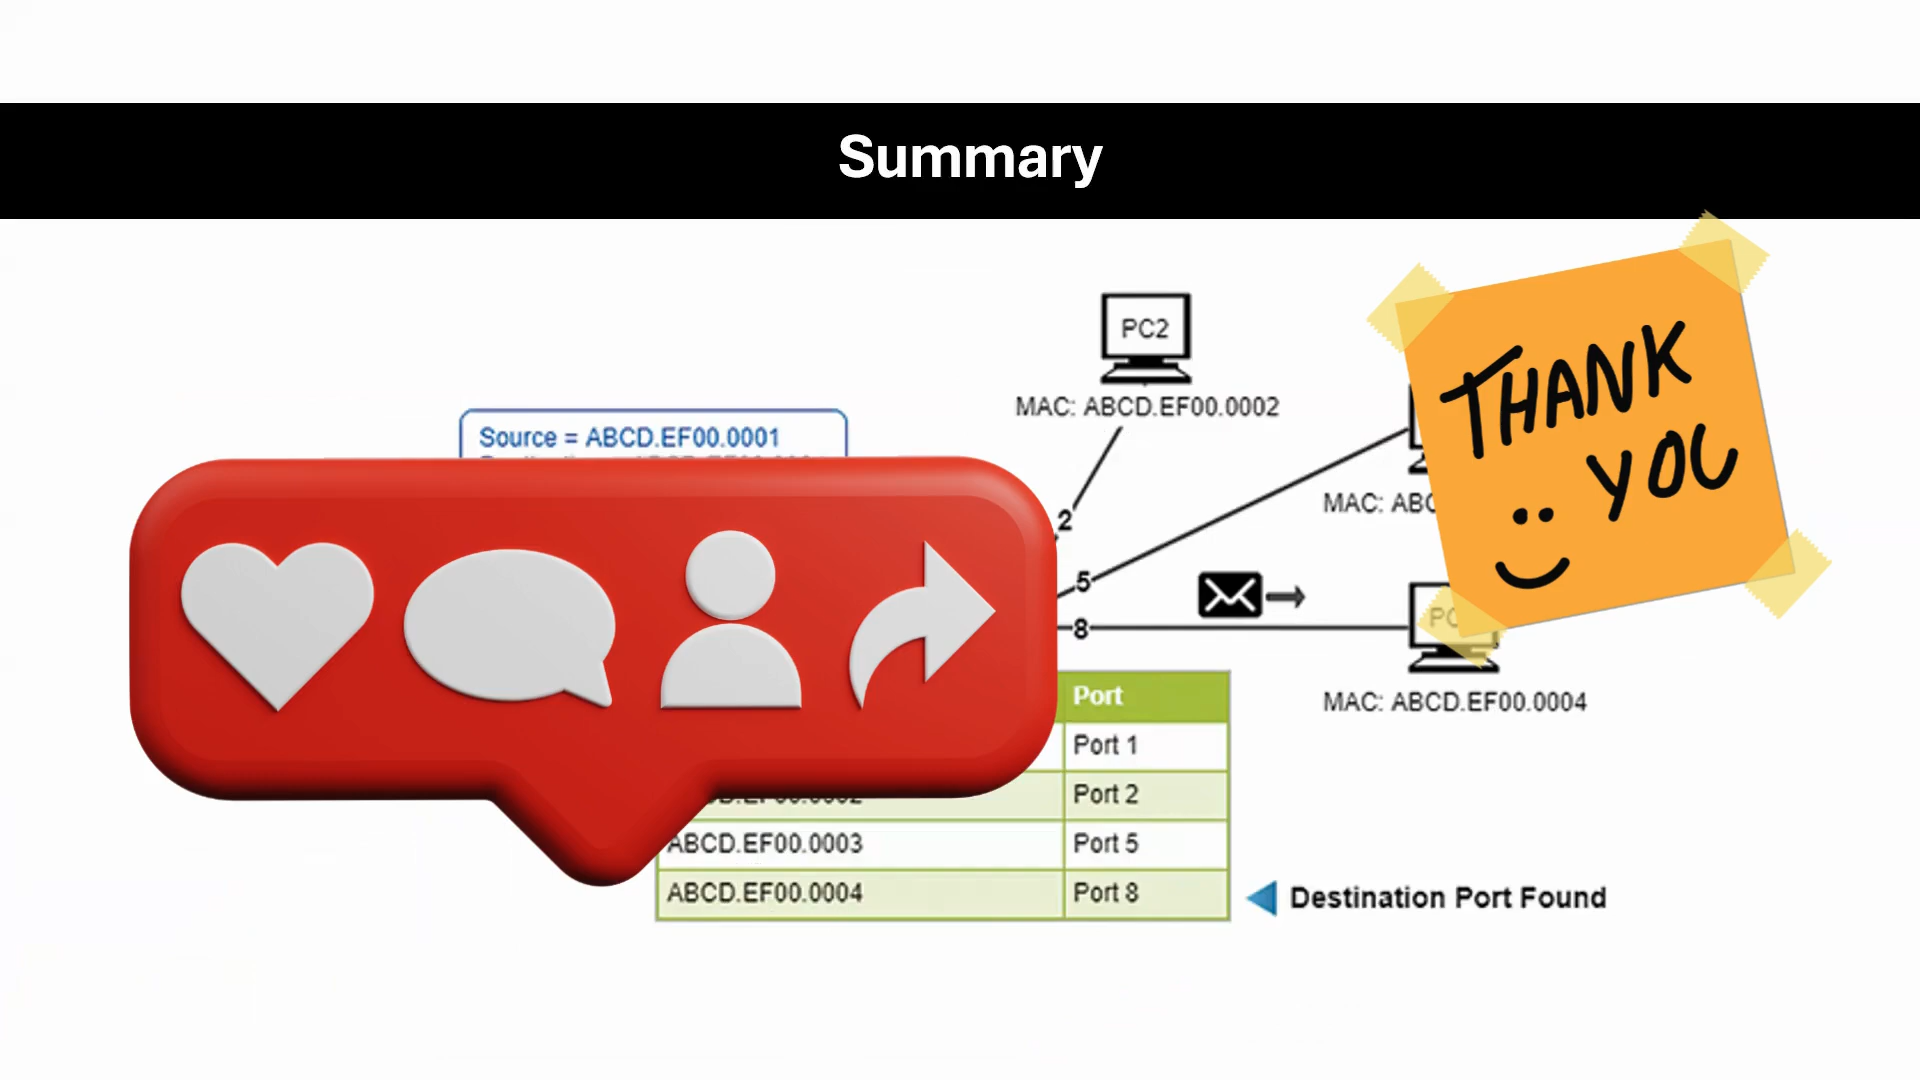 Summary
PC2
MAC: ABCD.EF00.0002
THANK
YOU
Source = ABCD.EF00.0001
2
MAC: ABC
5
8
PC
MAC: ABCD.EF00.0004
Port
Port 1
Port 2
ABCD.EF00.0003 Port 5
ABCD.EF00.0004 Port 8
Destination Port Found